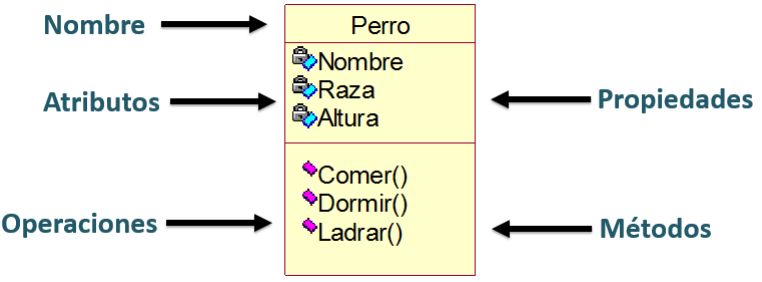 Nombre
Perro
Nombre
Raza
Altura
Atributos
Propiedades
Comer()
Dormir()
Ladrar()
Operaciones
Métodos